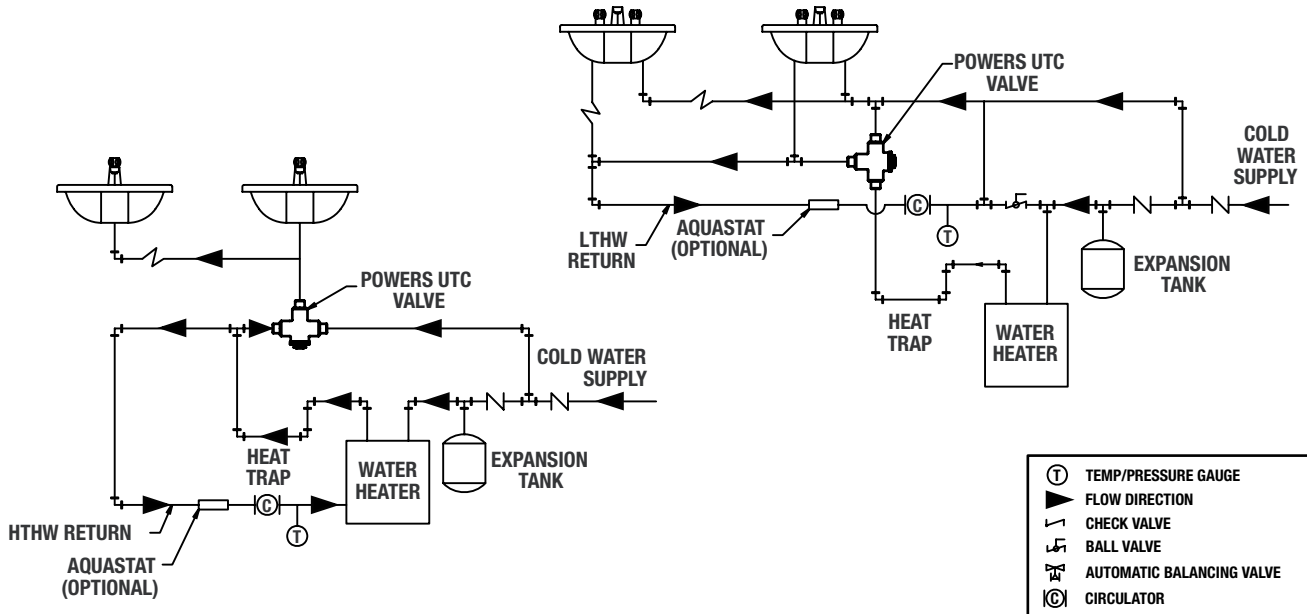 POWERS UTC
VALVE
COLD
WATER
SUPPLY
LTHW
RETURN
AQUASTAT
(OPTIONAL)
C
T
EXPANSION
TANK
HEAT
TRAP
WATER
HEATER
POWERS UTC
VALVE
COLD WATER
SUPPLY
HEAT
TRAP
WATER
HEATER
EXPANSION
TANK
HTHW RETURN
AQUASTAT
(OPTIONAL)
C
T
T TEMP/PRESSURE GAUGE
FLOW DIRECTION
CHECK VALVE
BALL VALVE
AUTOMATIC BALANCING VALVE
C CIRCULATOR